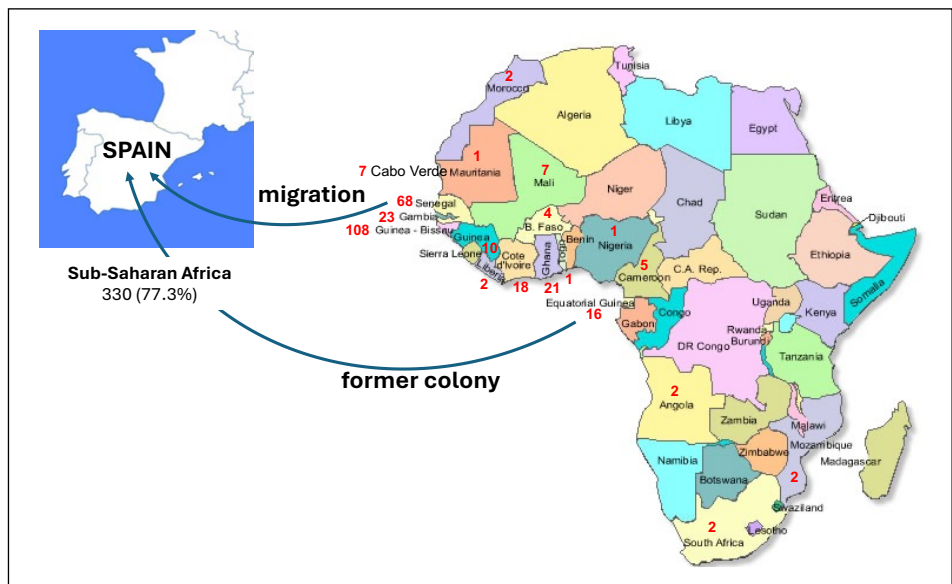 SPAIN
migration
Sub-Saharan Africa
330 (77.3%)
former colony
Tunisia
2
Morocco
Algeria
Libya
Egypt
1
Mauritania
7 Cabo Verde
7
Mali
Niger
Chad
Sudan
Eritrea
Djibouti
68 Senegal
23 Gambia
108 Guinea - Bissau
4
B. Faso
Guinea
10
Sierra Leone
Liberia
2
Cote
d'Ivoire
18
Ghana
21
Togo
1
Benin
1
Nigeria
5
Cameroon
C.A. Rep.
Ethiopia
Somalia
Equatorial Guinea
16
Gabon
Congo
DR Congo
Uganda
Kenya
Rwanda
Burundi
Tanzania
2
Angola
Zambia
Malawi
Mozambique
2
Zimbabwe
Madagascar
Namibia
Botswana
Swaziland
Lesotho
2
South Africa